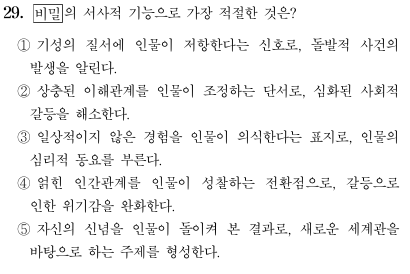 29. 비밀의 서사적 기능으로 가장 적절한 것은?
① 기성의 질서에 인물이 저항한다는 신호로, 돌발적 사건의
발생을 알린다.
② 상충된 이해관계를 인물이 조정하는 단서로, 심화된 사회적
갈등을 해소한다.
③ 일상적이지 않은 경험을 인물이 의식한다는 표지로, 인물의
심리적 동요를 부른다.
④ 얽힌 인간관계를 인물이 성찰하는 전환점으로, 갈등으로
인한 위기감을 완화한다.
⑤ 자신의 신념을 인물이 돌이켜 본 결과로, 새로운 세계관을
바탕으로 하는 주제를 형성한다.